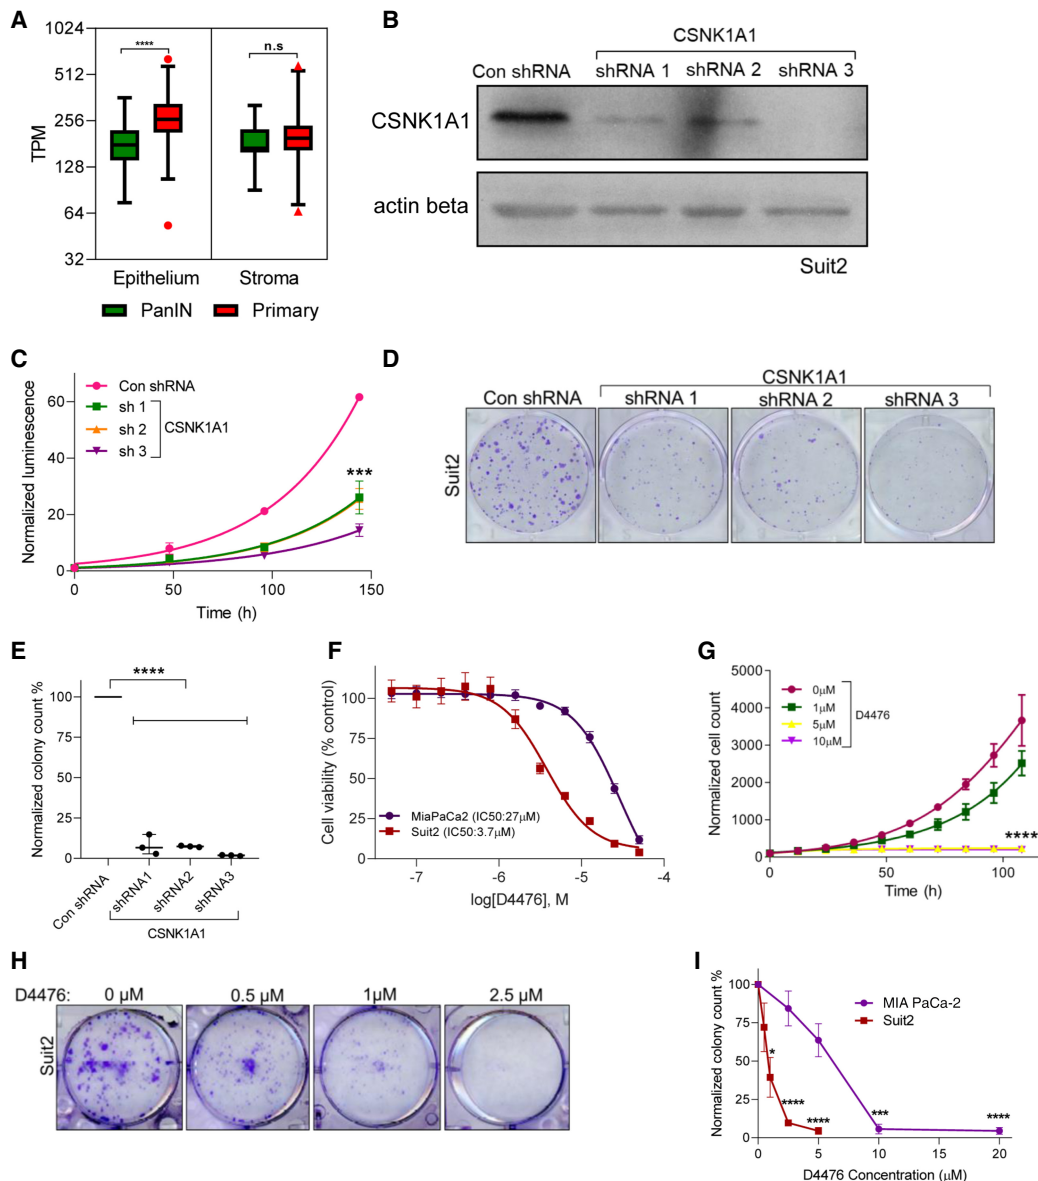 A
1024
512
256
128
64
32
TPM
****
n.s
Epithelium
Stroma
PanIN
Primary
B
CSNK1A1
Con shRNA
shRNA 1
shRNA 2
shRNA 3
CSNK1A1
actin beta
Suit2
C
Normalized luminescence
60
40
20
0
Con shRNA
sh 1
sh 2
sh 3
CSNK1A1
***
0
50
100
150
Time (h)
D
CSNK1A1
Con shRNA
shRNA 1
shRNA 2
shRNA 3
Suit2
E
Normalized colony count %
100
75
50
25
0
****
Con shRNA
shRNA1
shRNA2
shRNA3
CSNK1A1
F
Cell viability (% control)
100
75
50
25
0
MiaPaCa2 (IC50:27μM)
Suit2 (IC50:3.7μM)
-7
-6
-5
-4
log[D4476], M
G
Normalized cell count
5000
4000
3000
2000
1000
0
0μM
1μM
5μM
10μM
D4476
****
0
50
100
Time (h)
H
D4476:
0 μM
0.5 μM
1μM
2.5 μM
Suit2
I
Normalized colony count %
100
75
50
25
0
MIA PaCa-2
Suit2
*
****
****
***
****
0
5
10
15
20
D4476 Concentration (μM)